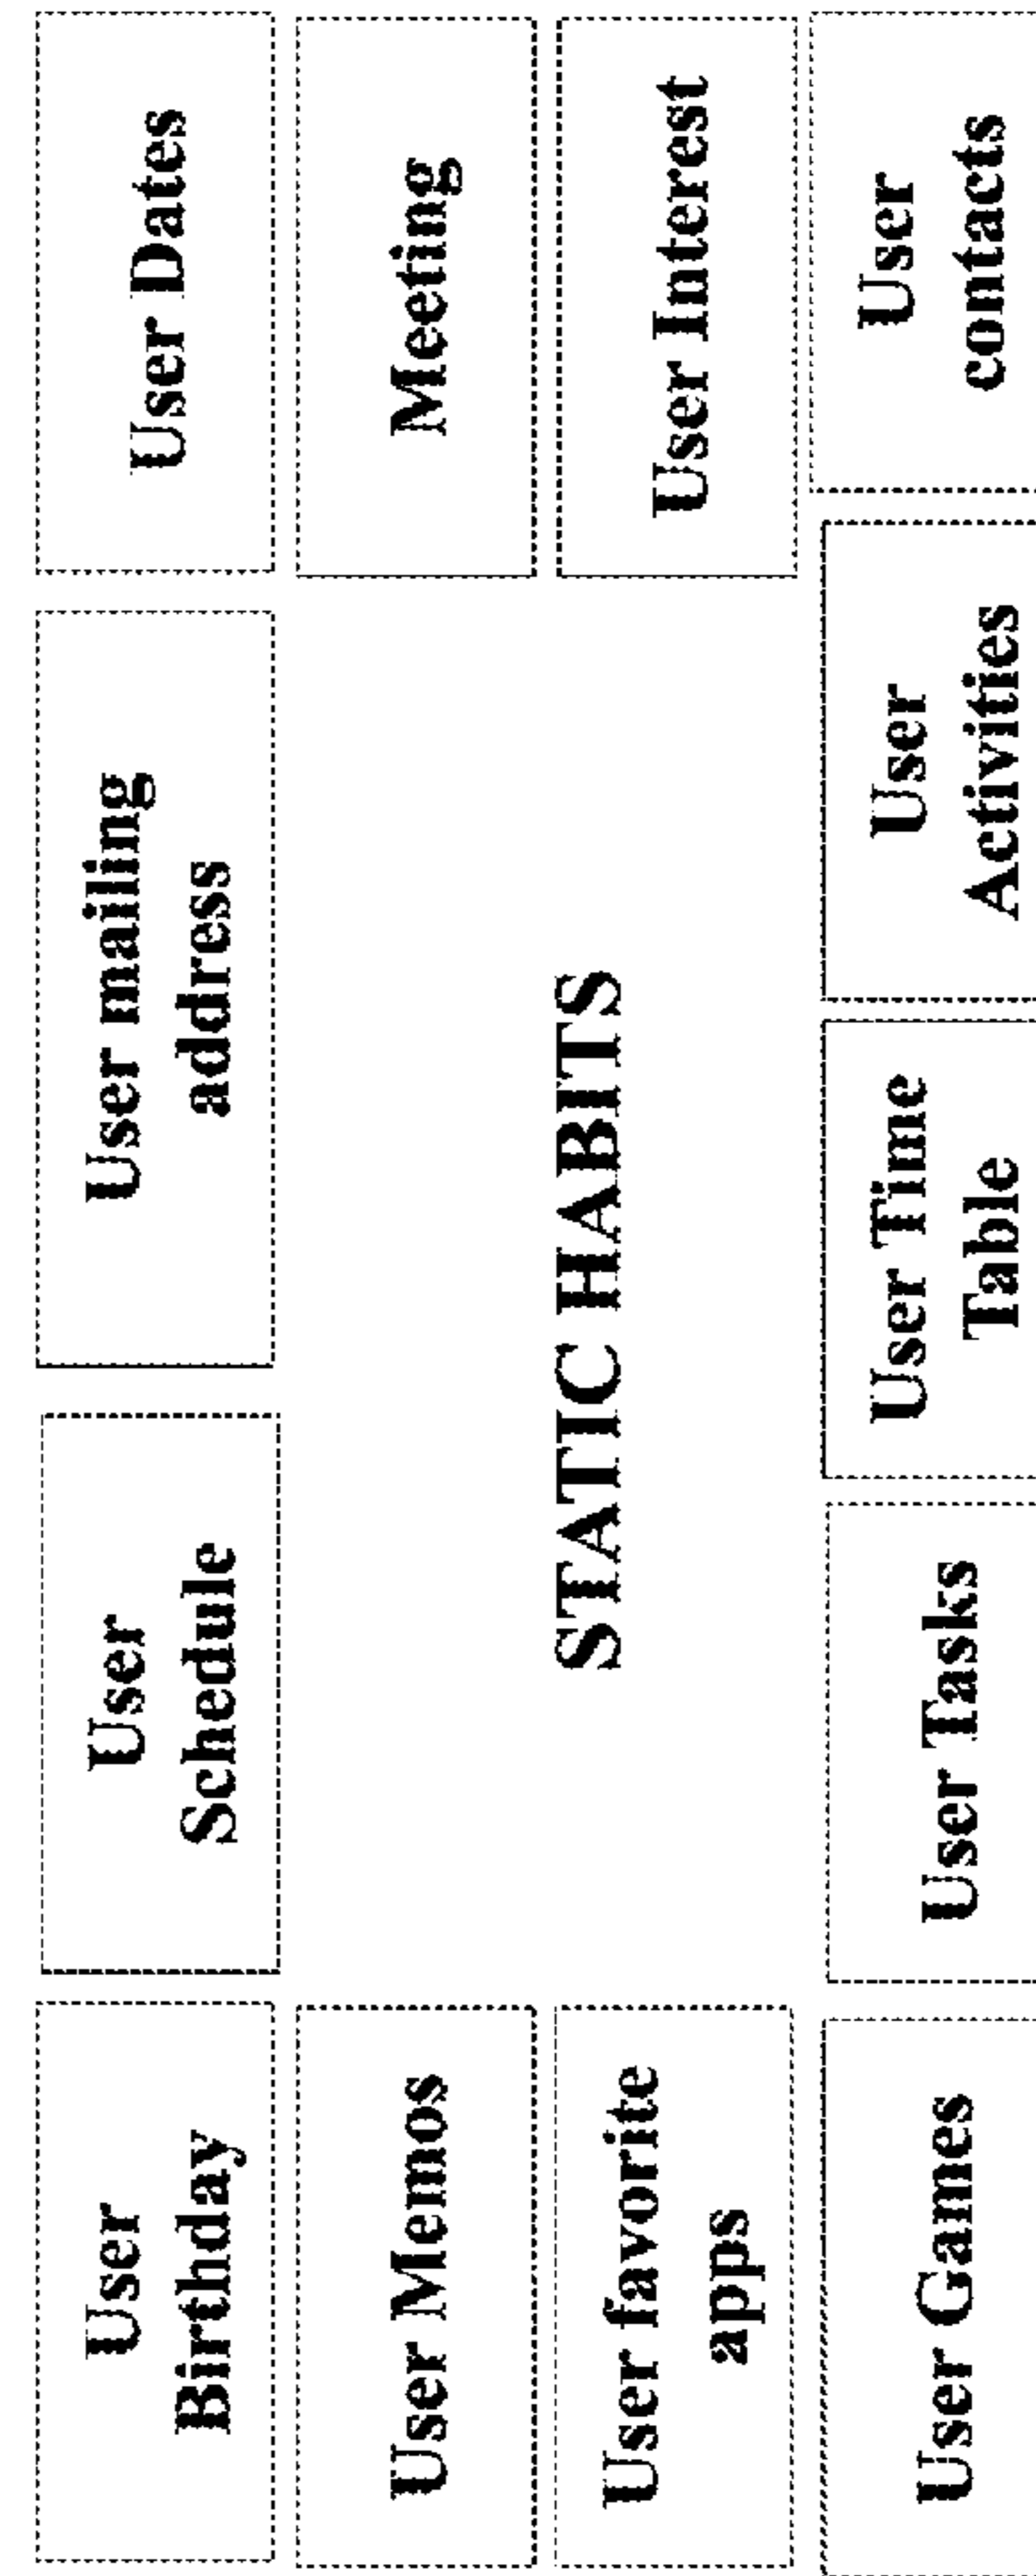 User
Birthday
User
Schedule
User mailing
address
User Dates
User Memos
Meeting
User favorite
apps
STATIC HABITS
User Interest
User Games
User Tasks
User Time
Table
User
Activities
User
contacts